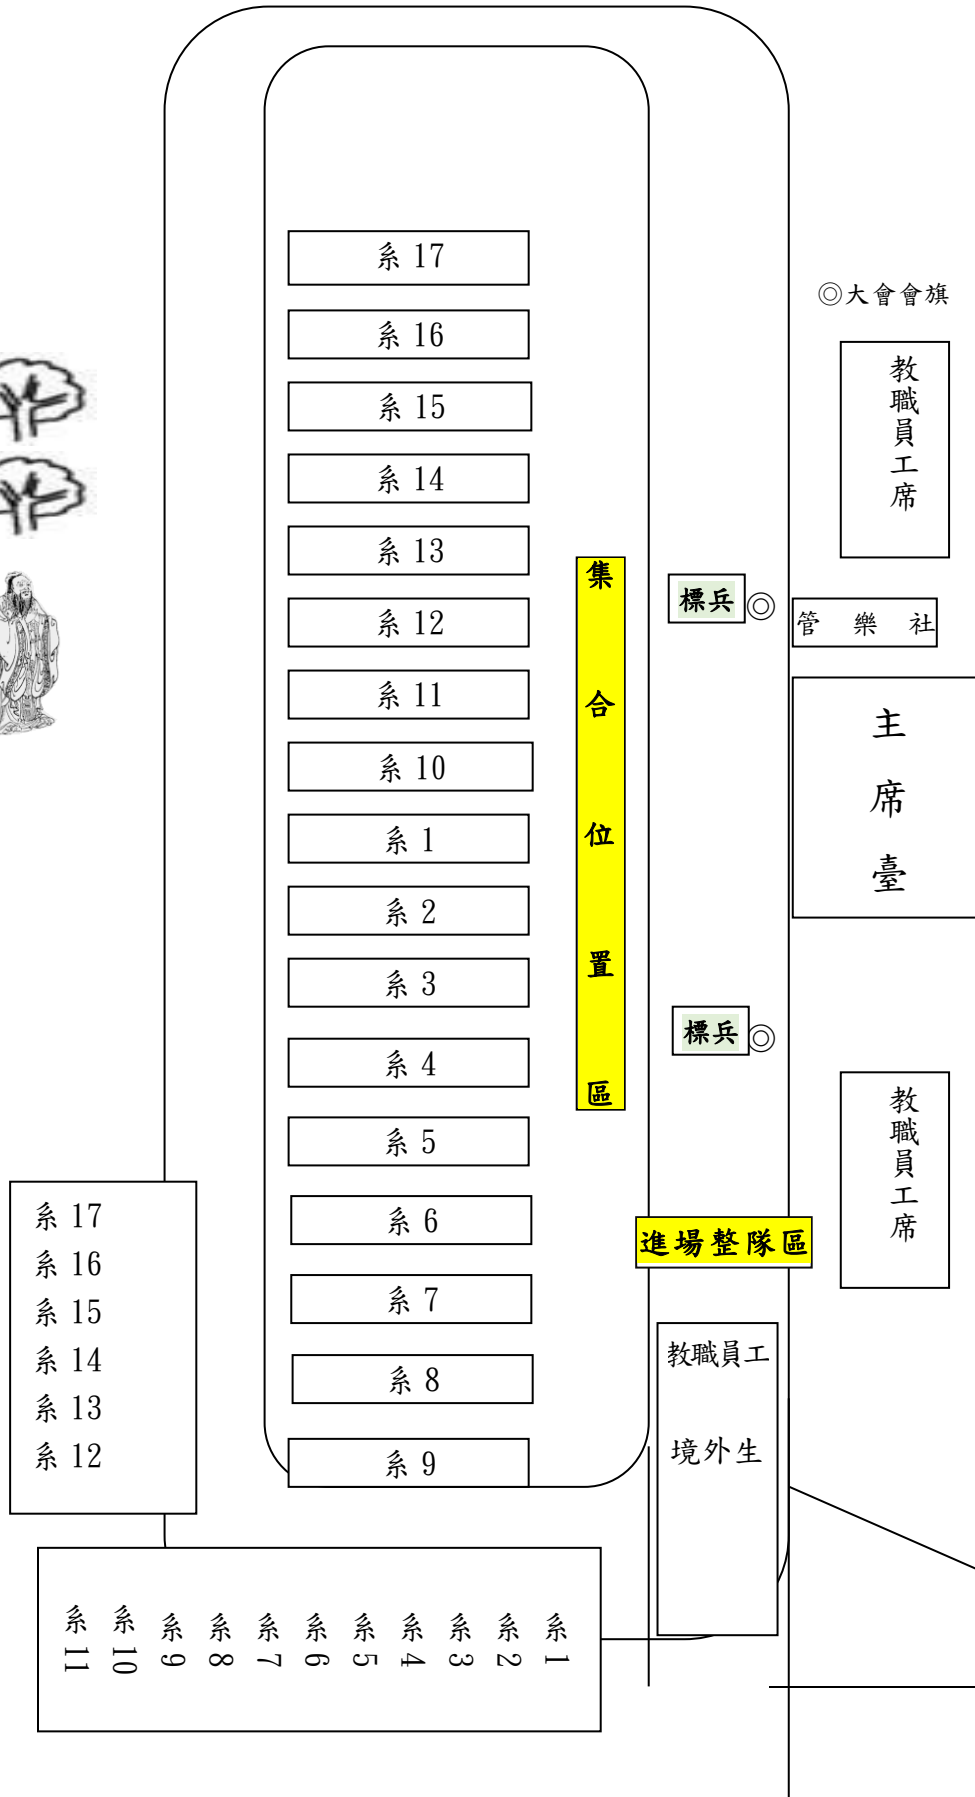 系 17
◎大會會旗
系 16
教職員工席
系 15
系 14
系 13
集合位置區
標兵 ◎
系 12
管 樂 社
系 11
主席臺
系 10
系 1
系 2
系 3
標兵 ◎
系 4
教職員工席
系 5
系 6
進場整隊區
系 7
教職員工
系 8
境外生
系 9
系 17
系 16
系 15
系 14
系 13
系 12
系 11
系 10
系 9
系 8
系 7
系 6
系 5
系 4
系 3
系 2
系 1